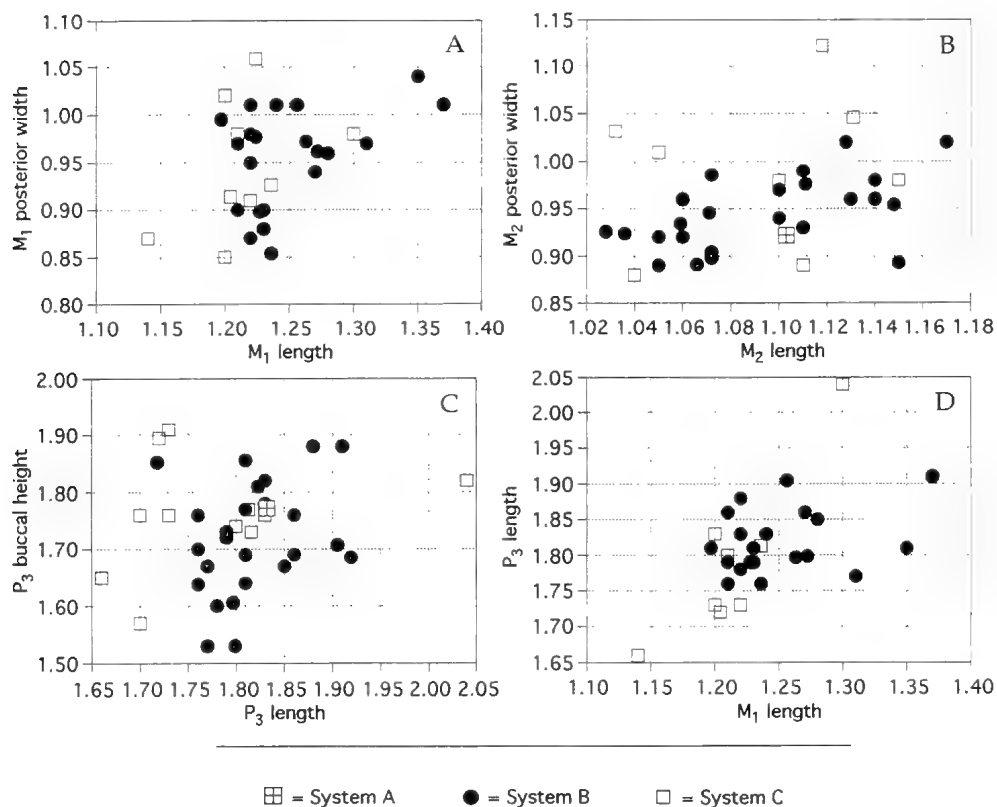 A
1.10
1.05
1.00
0.95
0.90
0.85
0.80
M1 posterior width
1.10 1.15 1.20 1.25 1.30 1.35 1.40
M1 length
B
1.15
1.10
1.05
1.00
0.95
0.90
0.85
M2 posterior width
1.02 1.04 1.06 1.08 1.10 1.12 1.14 1.16 1.18
M2 length
C
2.00
1.90
1.80
1.70
1.60
1.50
P3 buccal height
1.65 1.70 1.75 1.80 1.85 1.90 1.95 2.00 2.05
P3 length
D
2.05
2.00
1.95
1.90
1.85
1.80
1.75
1.70
1.65
P3 length
1.10 1.15 1.20 1.25 1.30 1.35 1.40
M1 length
= System A = System B = System C